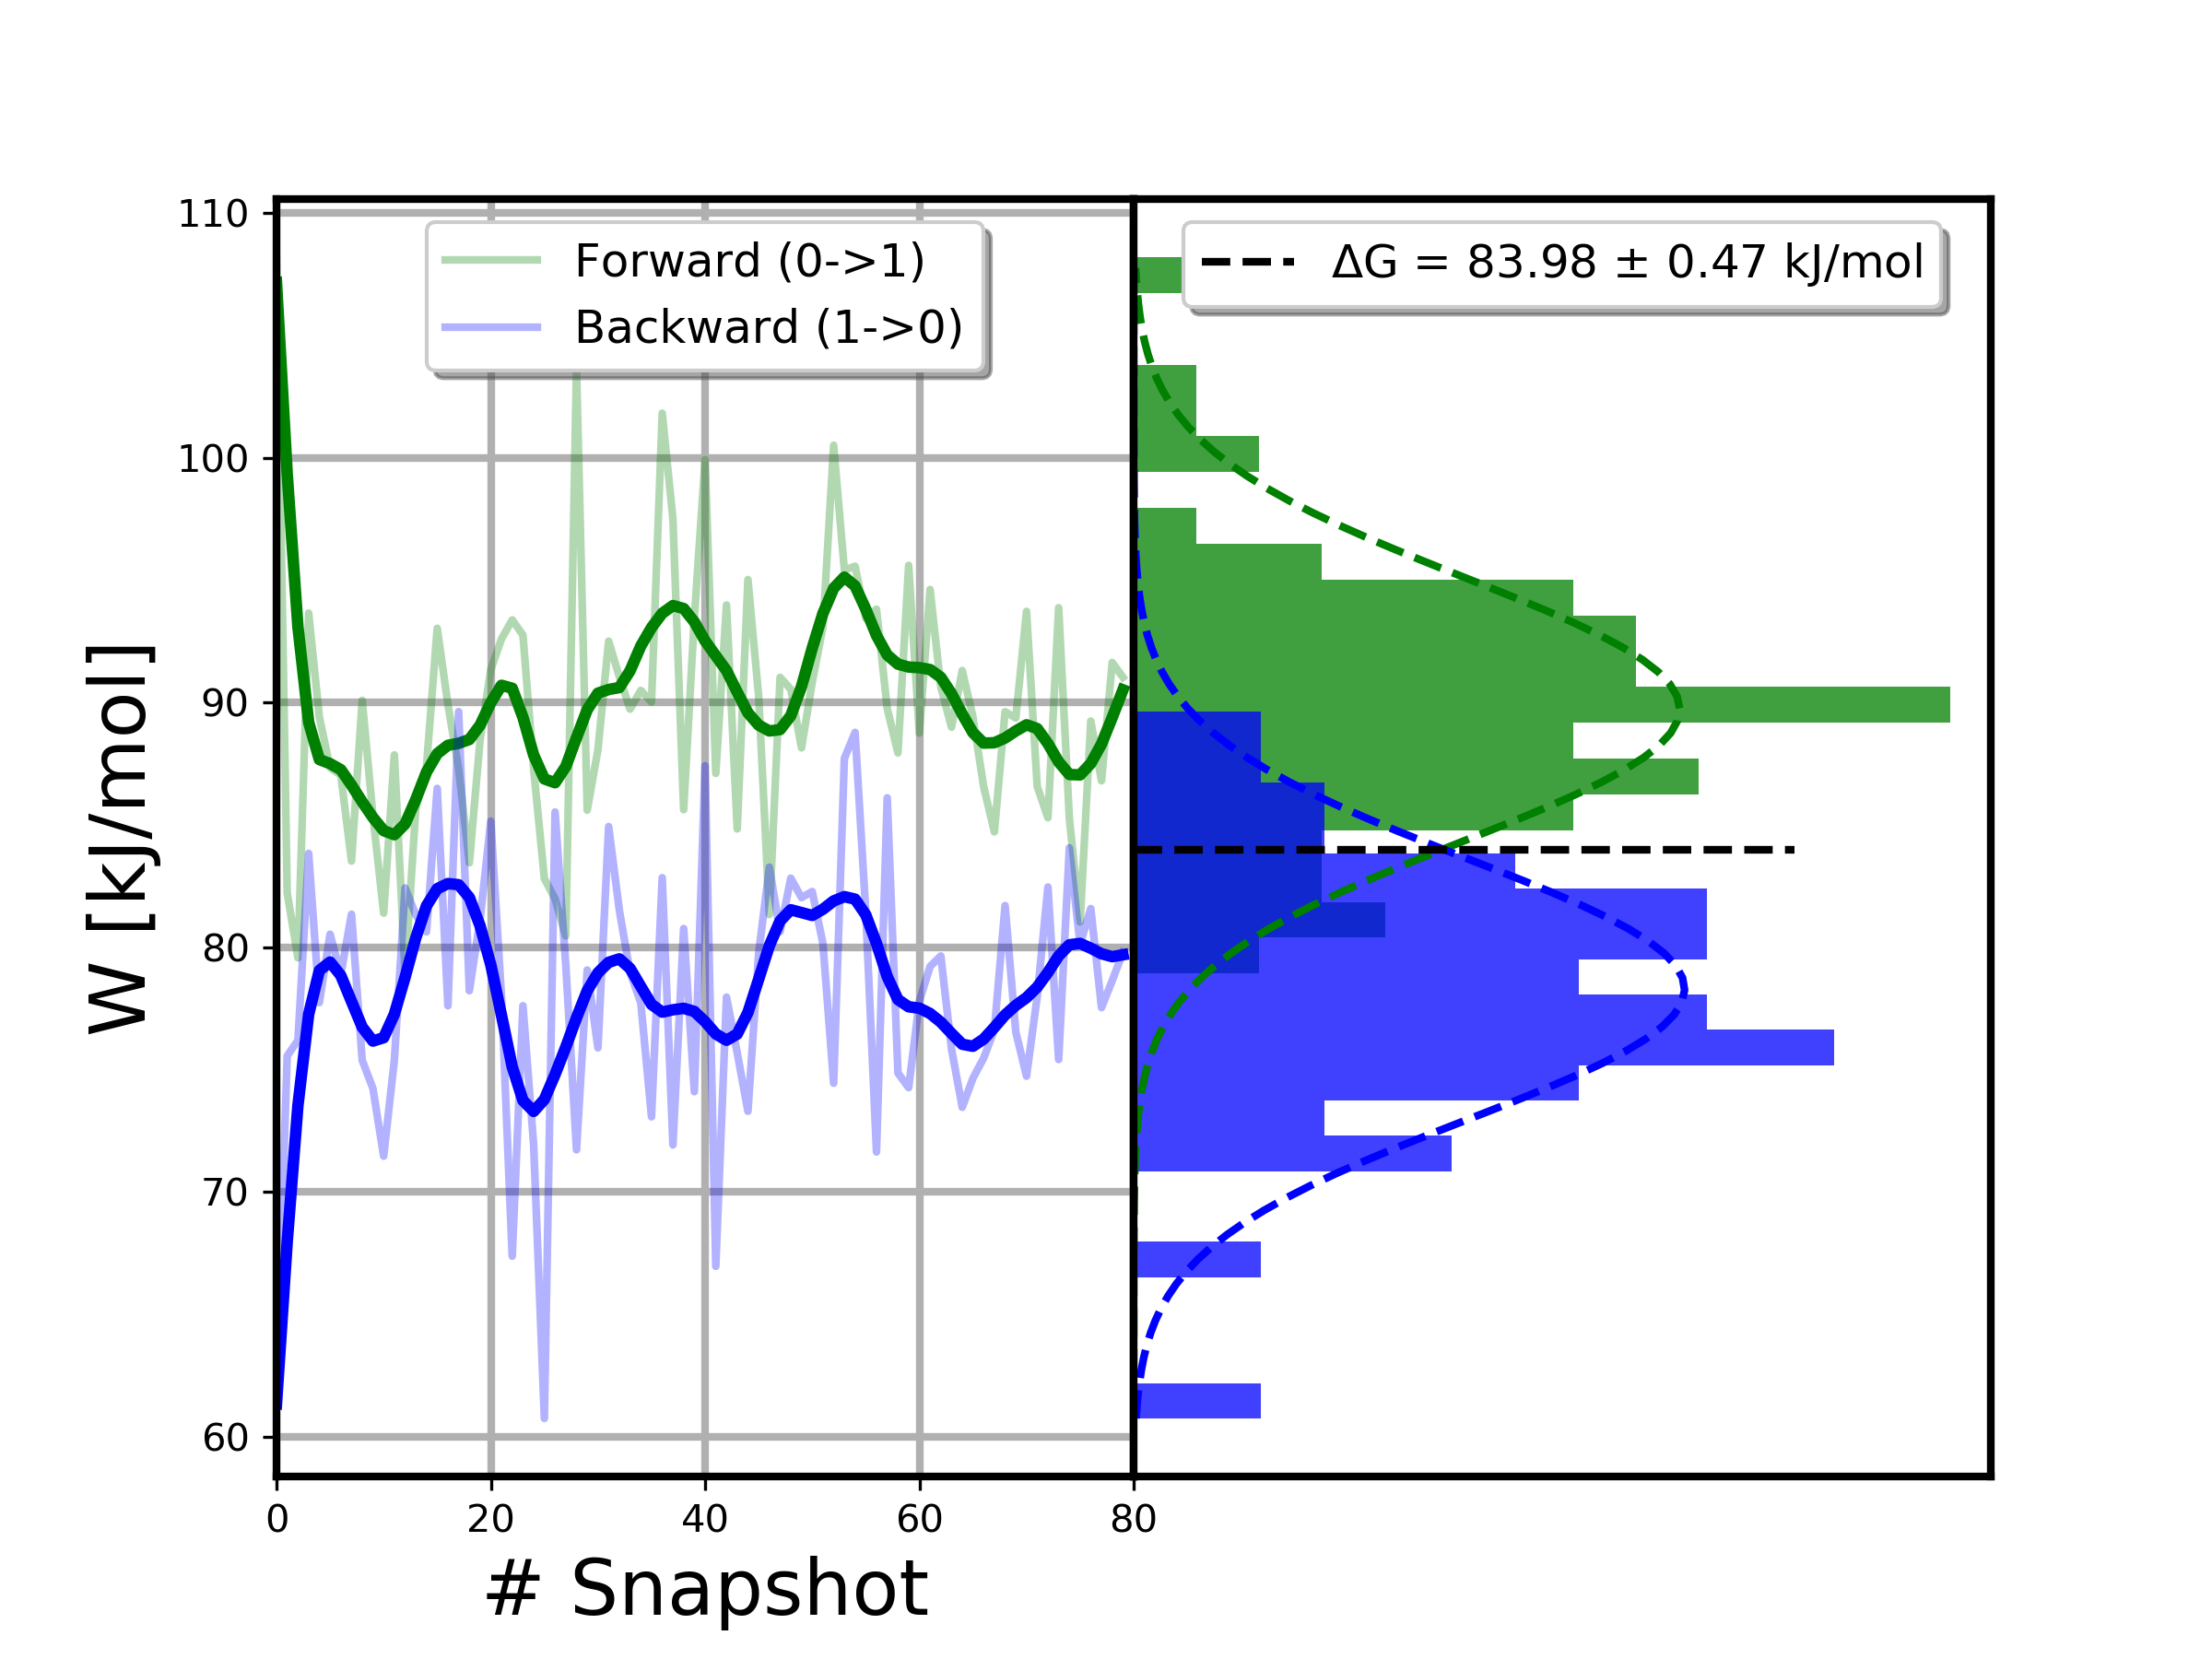 Forward (0->1)
Backward (1->0)
ΔG = 83.98 ± 0.47 kJ/mol
W [kJ/mol]
110
100
90
80
70
60
0 20 40 60 80
# Snapshot